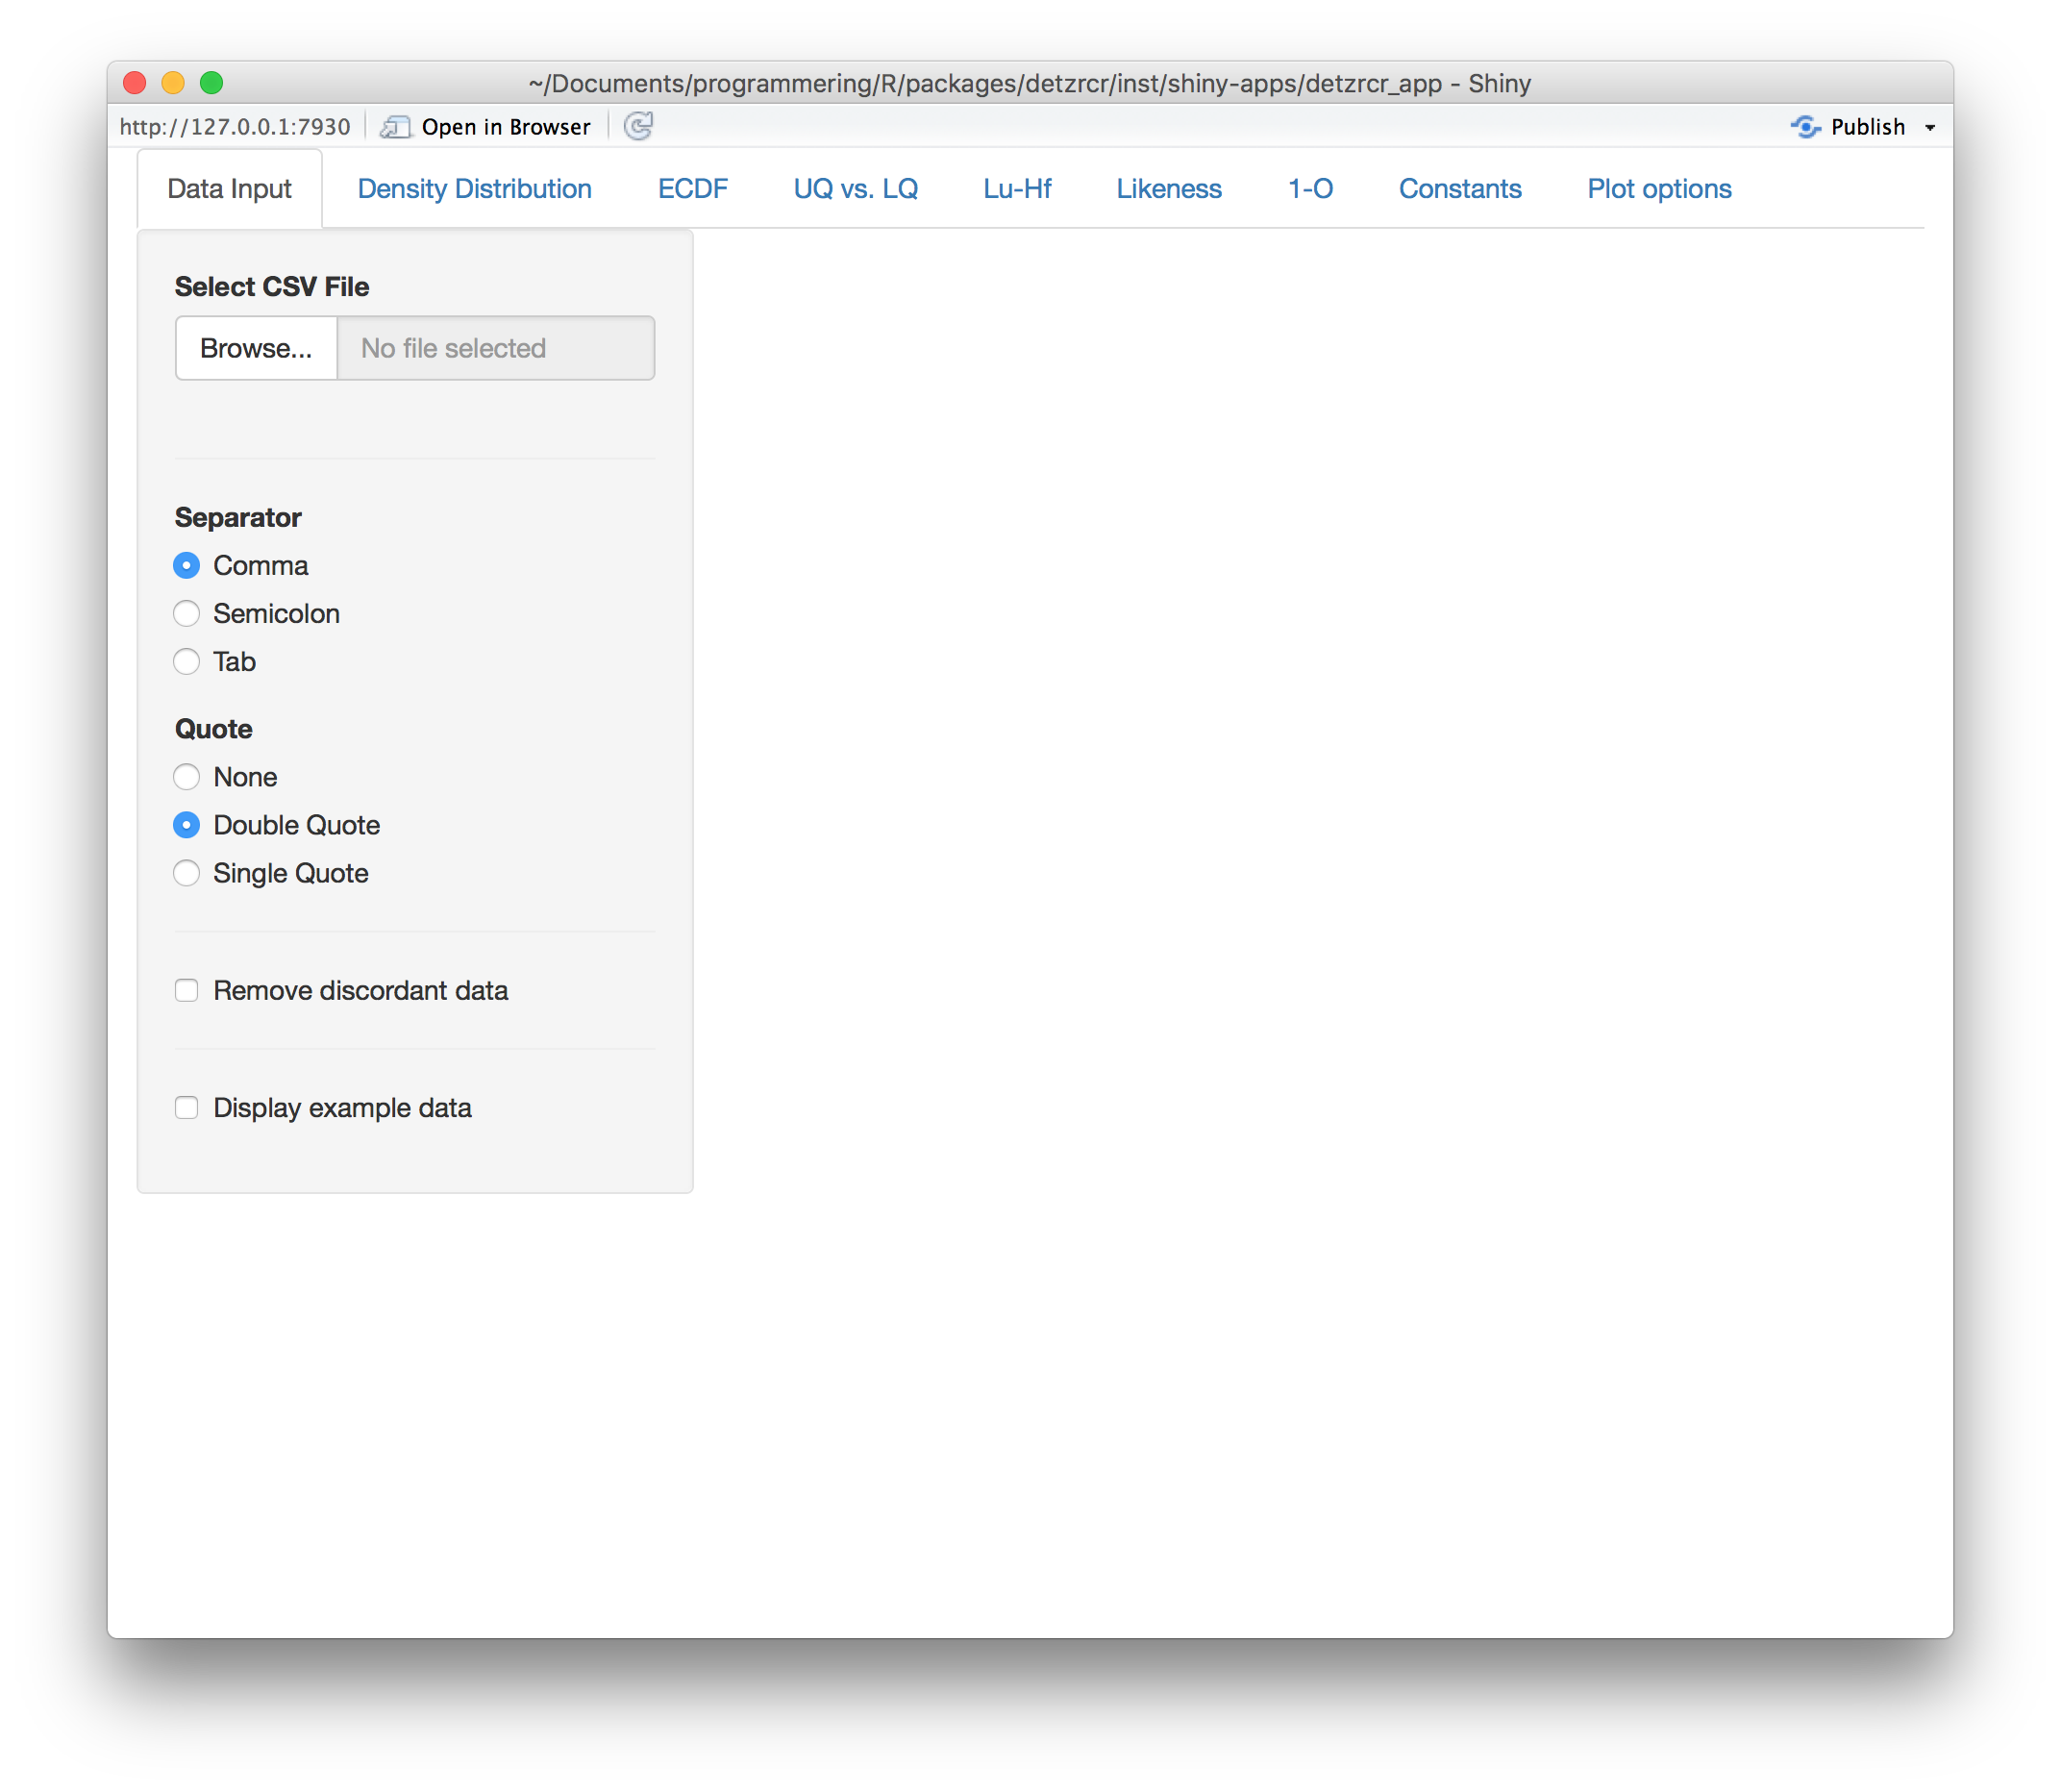 ~/Documents/programmering/R/packages/detzrcr/inst/shiny-apps/detzrcr_app - Shiny
http://127.0.0.1:7930 Open in Browser Publish
Data Input Density Distribution ECDF UQ vs. LQ Lu-Hf Likeness 1-O Constants Plot options
Select CSV File
Browse... No file selected
Separator
Comma
Semicolon
Tab
Quote
None
Double Quote
Single Quote
Remove discordant data
Display example data